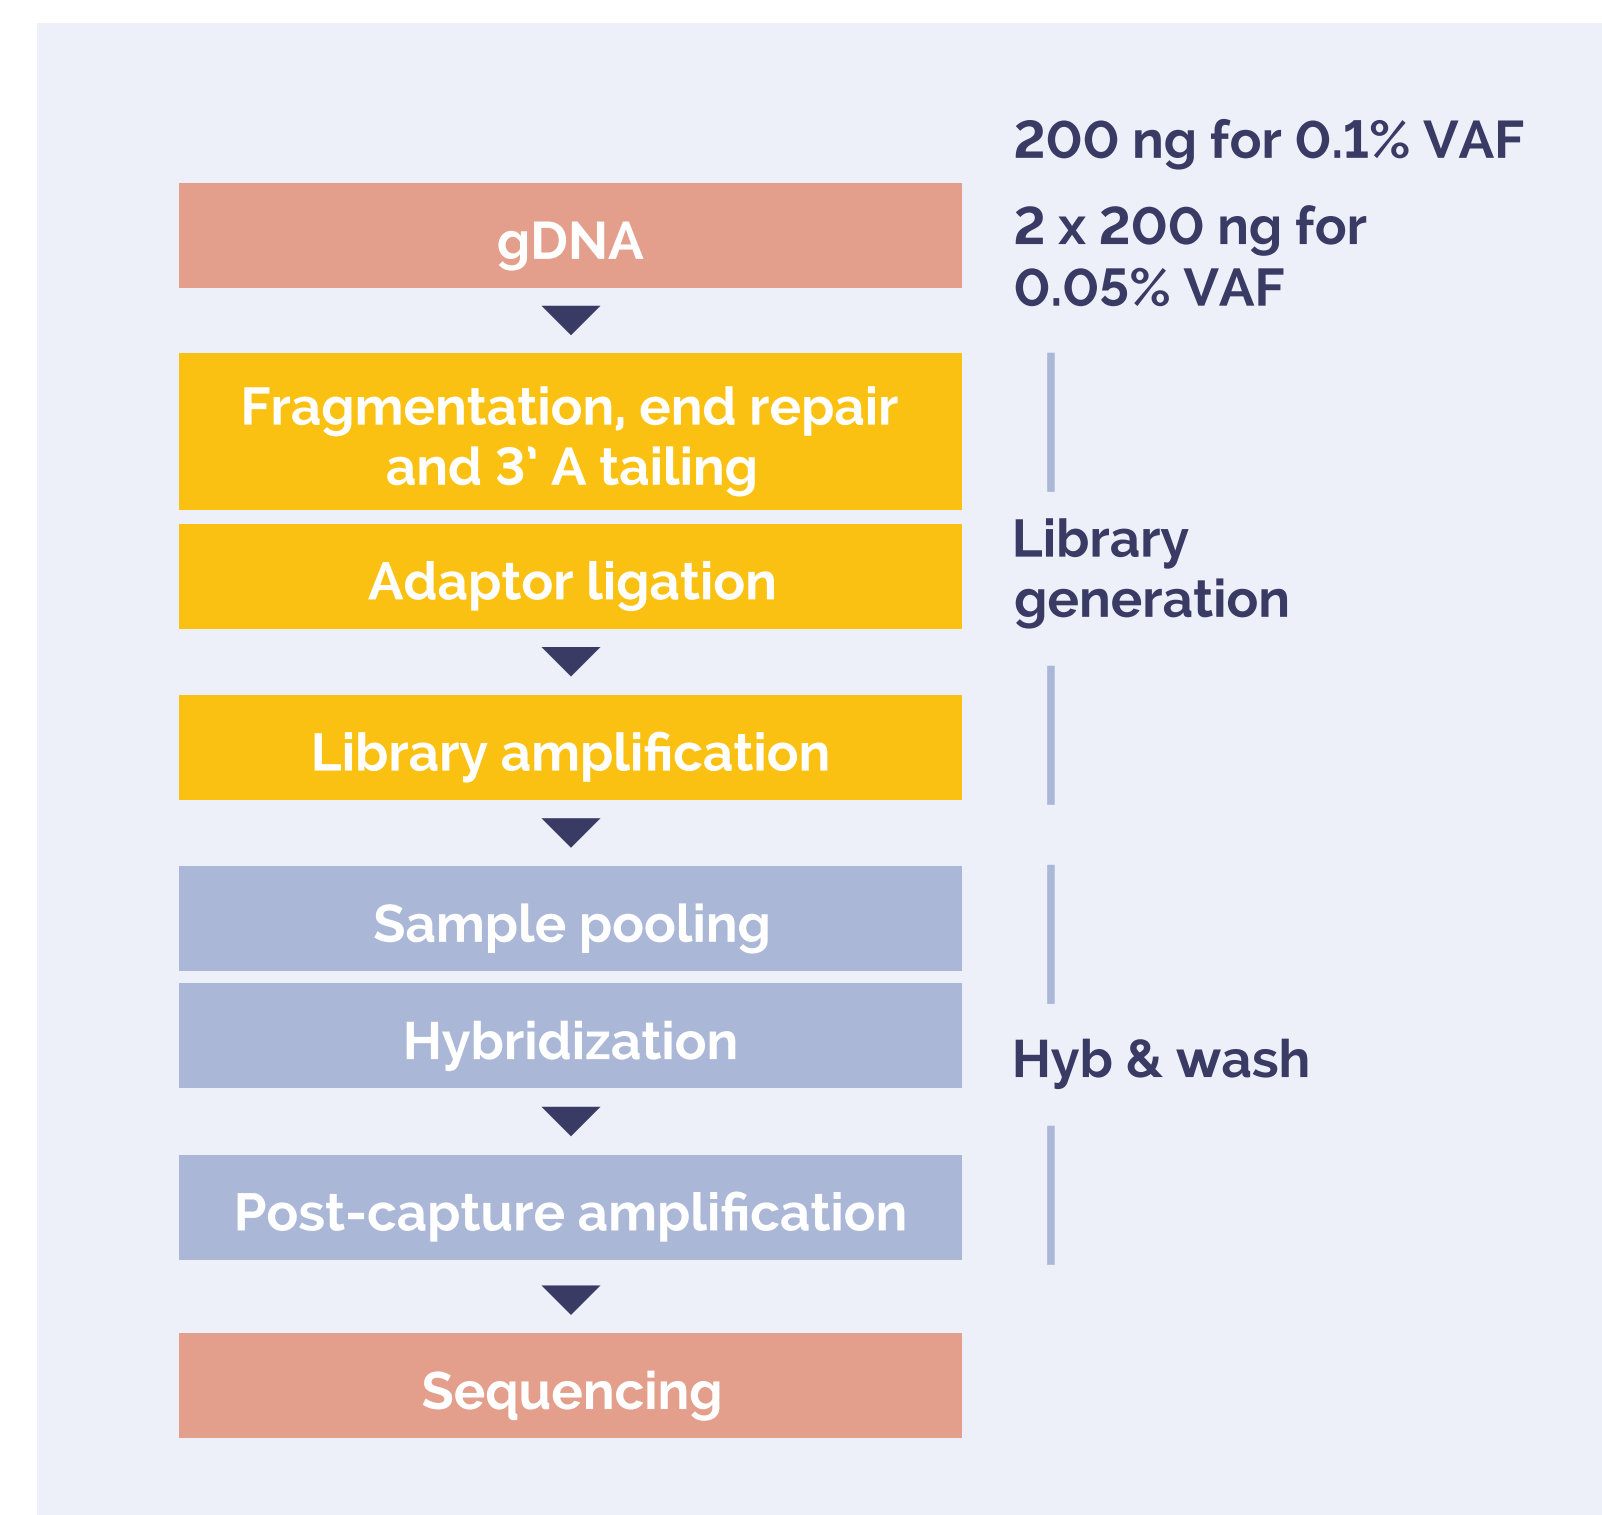 200 ng for 0.1% VAF
gDNA
2 x 200 ng for
0.05% VAF
Fragmentation, end repair
and 3’ A tailing
Adaptor ligation
Library
generation
Library amplification
Sample pooling
Hybridization
Hyb & wash
Post-capture amplification
Sequencing